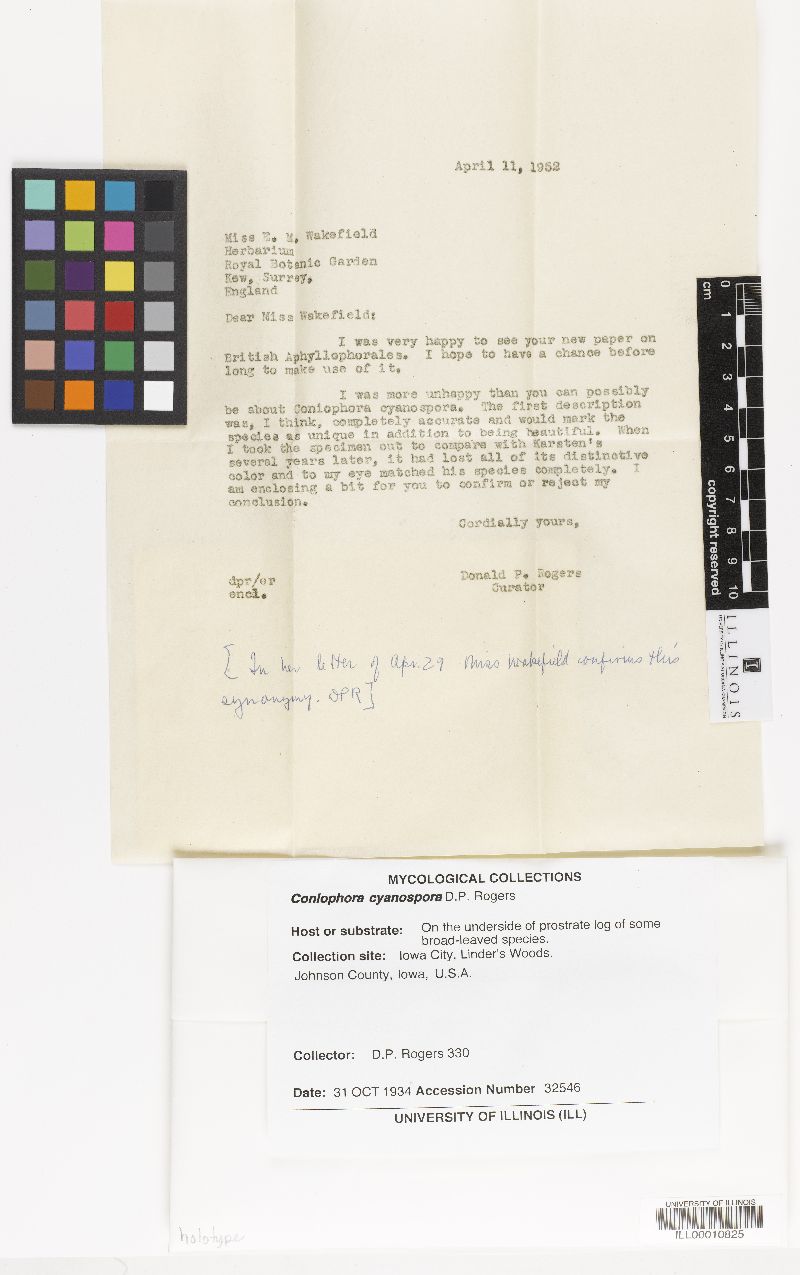 April 11, 1952
Miss E. M. Wakefield
Herbarium
Royal Botanic Garden
Kew, Surrey,
England
Dear Miss Wakefield:
I was very happy to see your new paper on
British Aphyllophorales. I hope to have a chance before
long to make use of it.
I was more unhappy than you can possibly
be about Coniophora cyanospora. The first description
was, I think, completely accurate and would mark the
species as unique in addition to being beautiful. When
I took the specimen out to compare with Karsten's
several years later, it had lost all of its distinctive
color and to my eye matched his species completely. I
am enclosing a bit for you to confirm or reject my
conclusion.
Cordially yours,
dpr/er
encl.
Donald P. Rogers
Curator
[In her letter of Apr. 29 Miss Wakefield confirms this
synonymy. DPR]
cm 0 1 2 3 4 5 6 7 8 9 10
copyright reserved
ILLINOIS
MYCOLOGICAL COLLECTIONS
Coniophora cyanospora D.P. Rogers
Host or substrate: On the underside of prostrate log of some
broad-leaved species.
Collection site: Iowa City. Linder's Woods.
Johnson County, Iowa, U.S.A.
Collector: D.P. Rogers 330
Date: 31 OCT 1934 Accession Number 32546
UNIVERSITY OF ILLINOIS (ILL)
holotype
UNIVERSITY OF ILLINOIS
ILL00010825